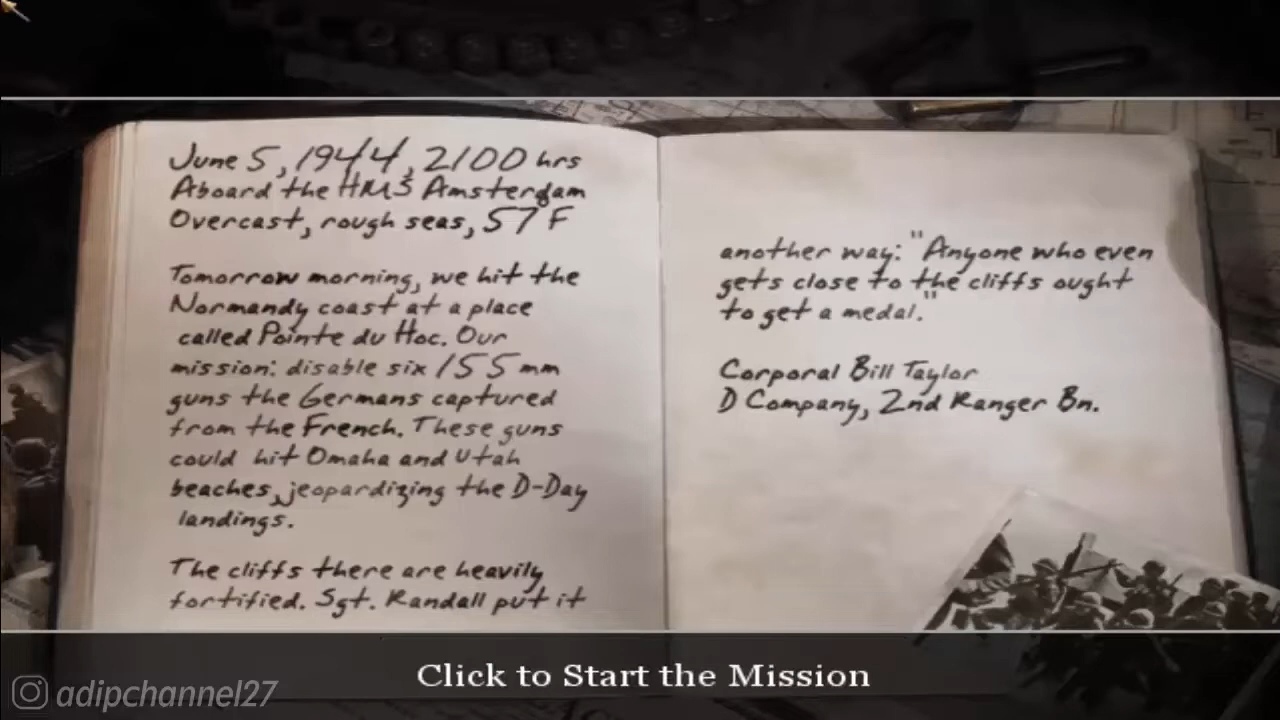 June 5, 1944, 2100 hrs
Aboard the HMS Amsterdam
Overcast, rough seas, 57 F
Tomorrow morning, we hit the
Normandy coast at a place
called Pointe du Hoc. Our
mission: disable six 155 mm
guns the Germans captured
from the French. These guns
could hit Omaha and Utah
beaches, jeopardizing the D-Day
landings.
The cliffs there are heavily
fortified. Sgt. Randall put it
another way: "Anyone who even
gets close to the cliffs ought
to get a medal."
Corporal Bill Taylor
D Company, 2nd Ranger Bn.
Click to Start the Mission
adipchannel27